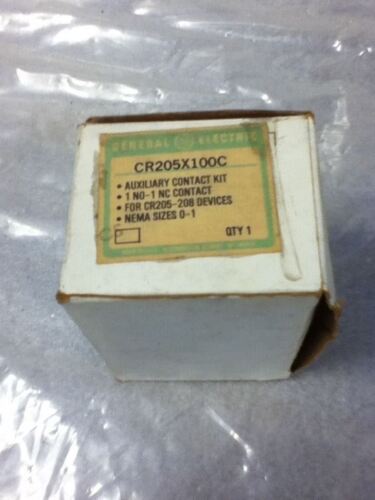 GENERAL ELECTRIC
CR205X100C
• AUXILIARY CONTACT KIT
• 1 NO-1 NC CONTACT
• FOR CR205-208 DEVICES
• NEMA SIZES 0-1
QTY 1